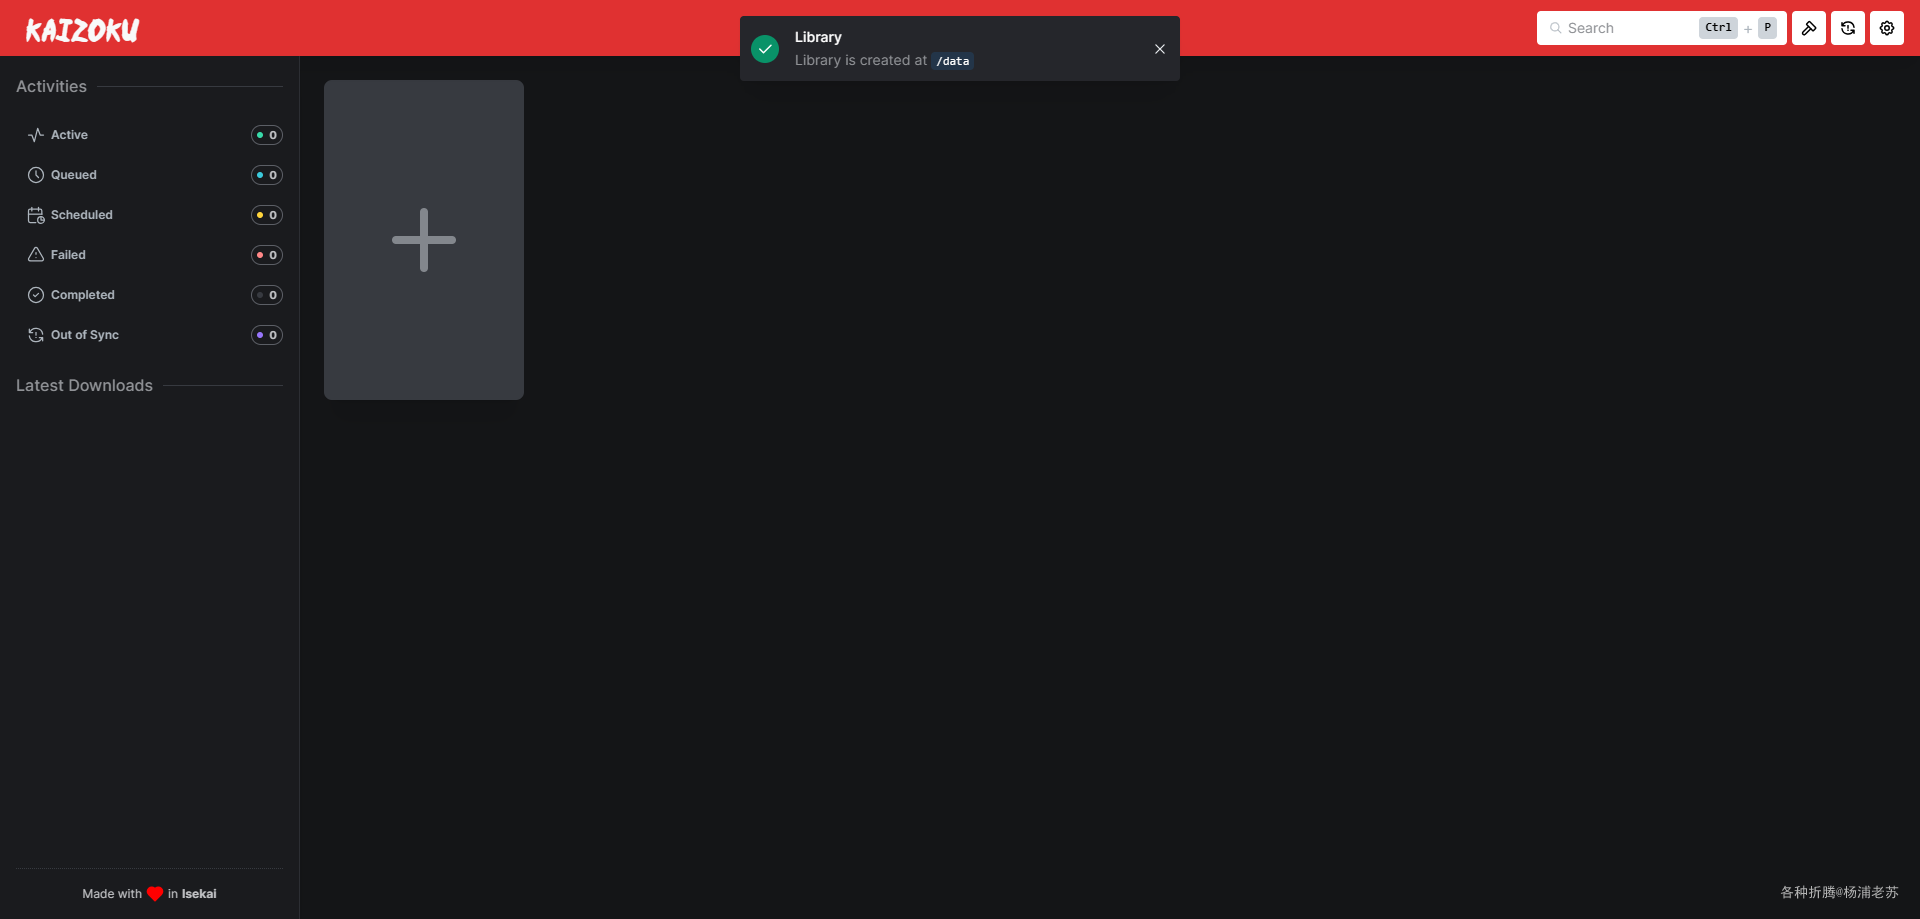 KAIZOKU
Library
Library is created at /data
Search Ctrl + P
Activities
Active 0
Queued 0
Scheduled 0
Failed 0
Completed 0
Out of Sync 0
Latest Downloads
Made with in Isekai
各种折腾@杨浦老苏